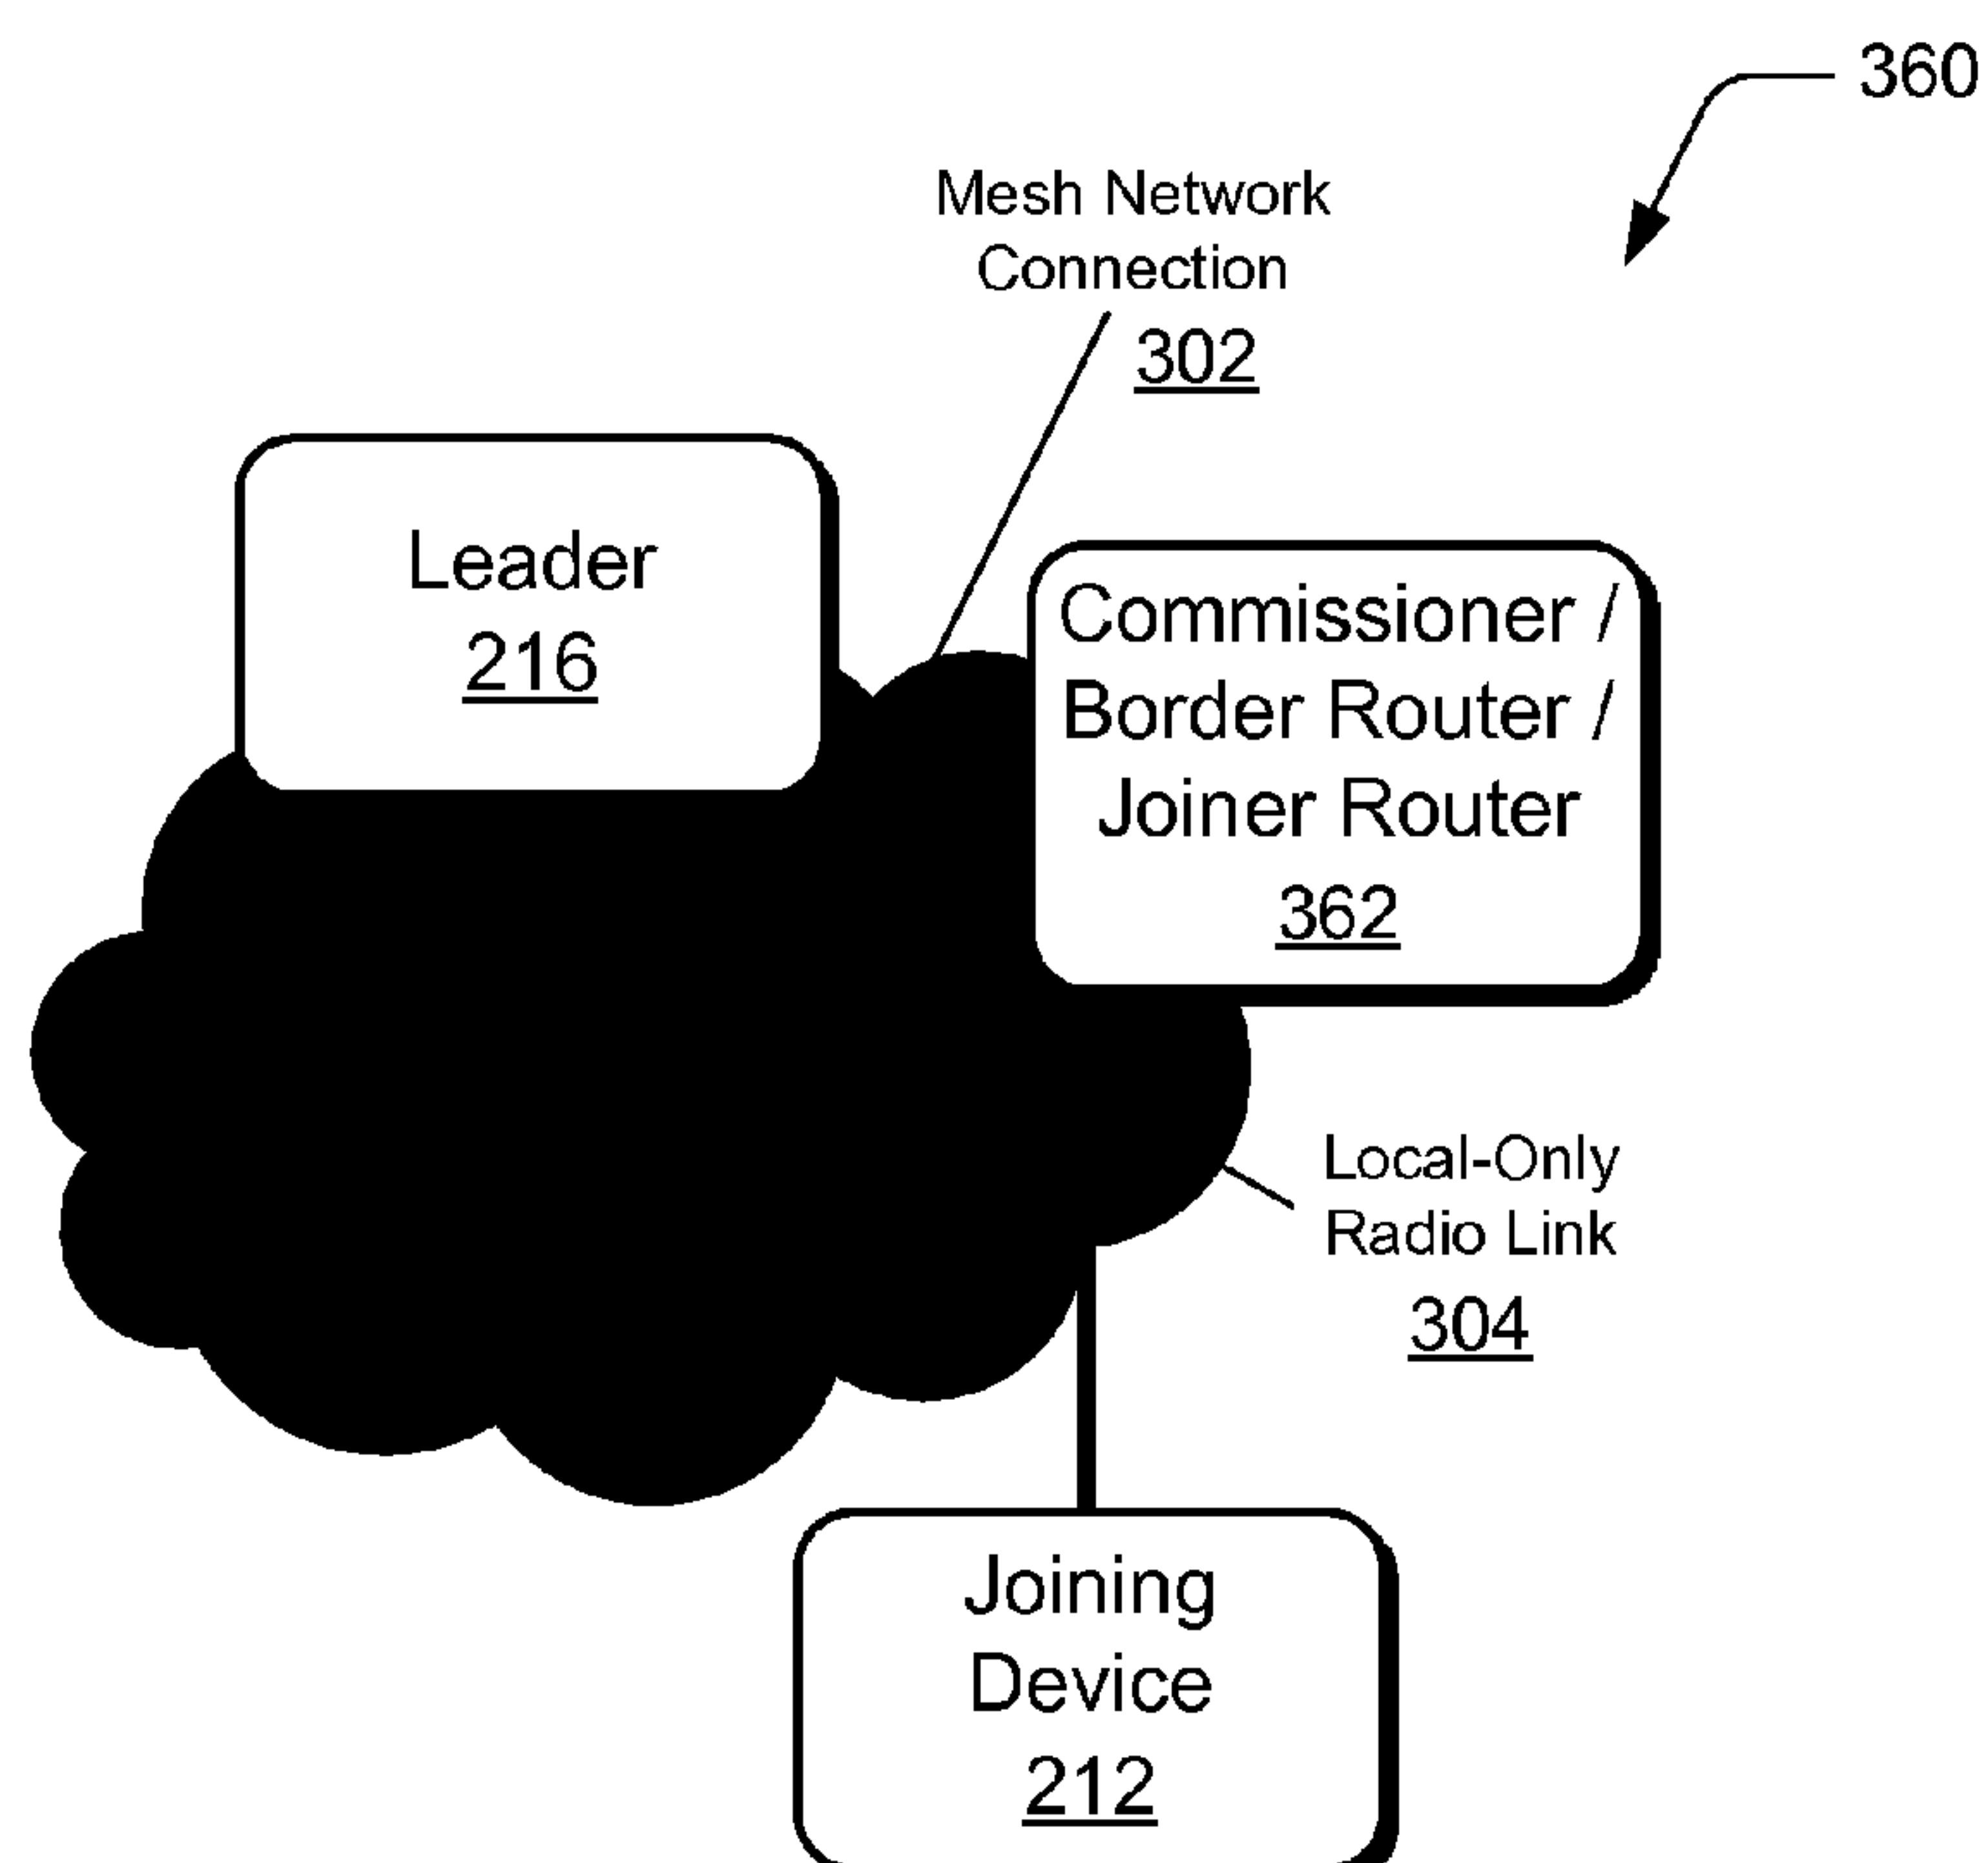 360
Mesh Network
Connection
302
Leader
216
Commissioner /
Border Router /
Joiner Router
362
Local-Only
Radio Link
304
Joining
Device
212